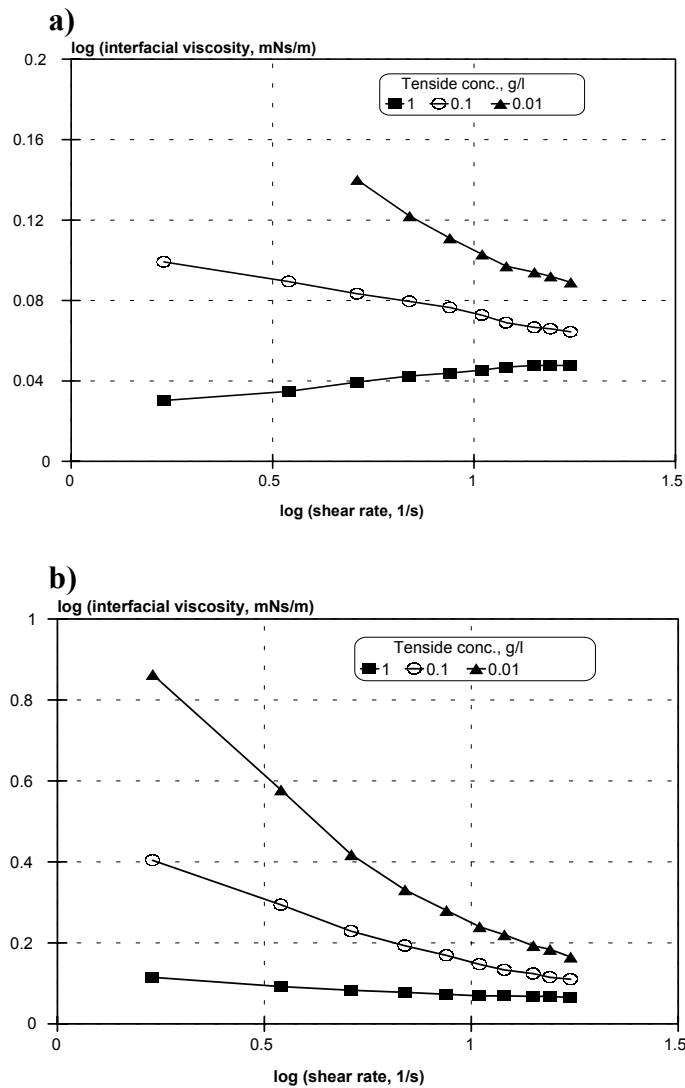 a)
log (interfacial viscosity, mNs/m)
0.2
Tenside conc., g/l
1 0.1 0.01
0.16
0.12
0.08
0.04
0
0 0.5 1 1.5
log (shear rate, 1/s)
b)
log (interfacial viscosity, mNs/m)
1
Tenside conc., g/l
1 0.1 0.01
0.8
0.6
0.4
0.2
0
0 0.5 1 1.5
log (shear rate, 1/s)